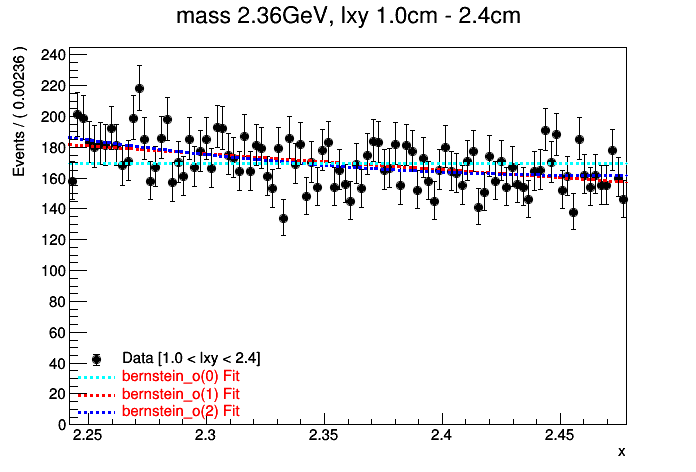 mass 2.36GeV, lxy 1.0cm - 2.4cm
Events / ( 0.00236 )
240
220
200
180
160
140
120
100
80
60
40
20
0
Data [1.0 < lxy < 2.4]
bernstein_o(0) Fit
bernstein_o(1) Fit
bernstein_o(2) Fit
2.25 2.3 2.35 2.4 2.45
x